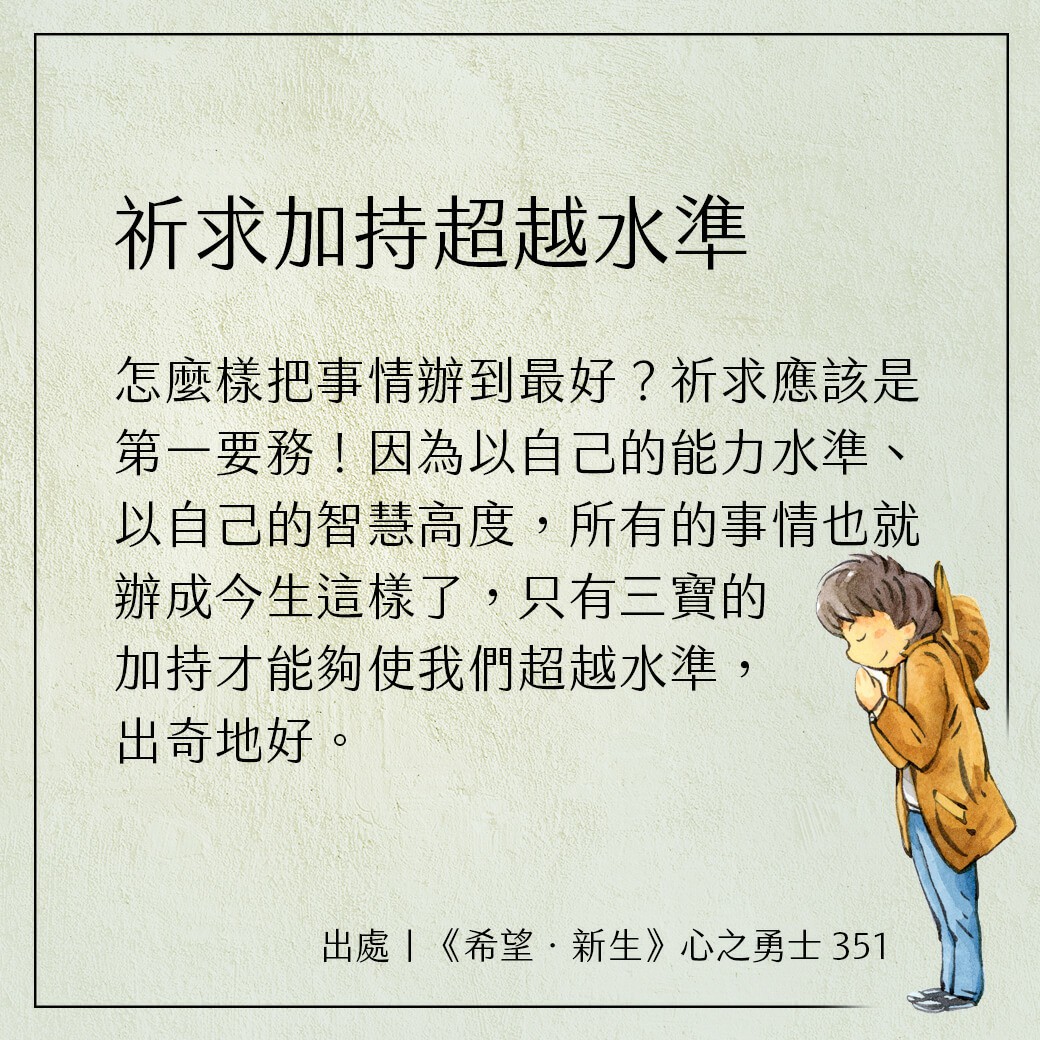 祈求加持超越水準
怎麼樣把事情辦到最好？祈求應該是
第一要務！因為以自己的能力水準、
以自己的智慧高度，所有的事情也就
辦成今生這樣了，只有三寶的
加持才能夠使我們超越水準，
出奇地好。
出處｜《希望．新生》心之勇士 351